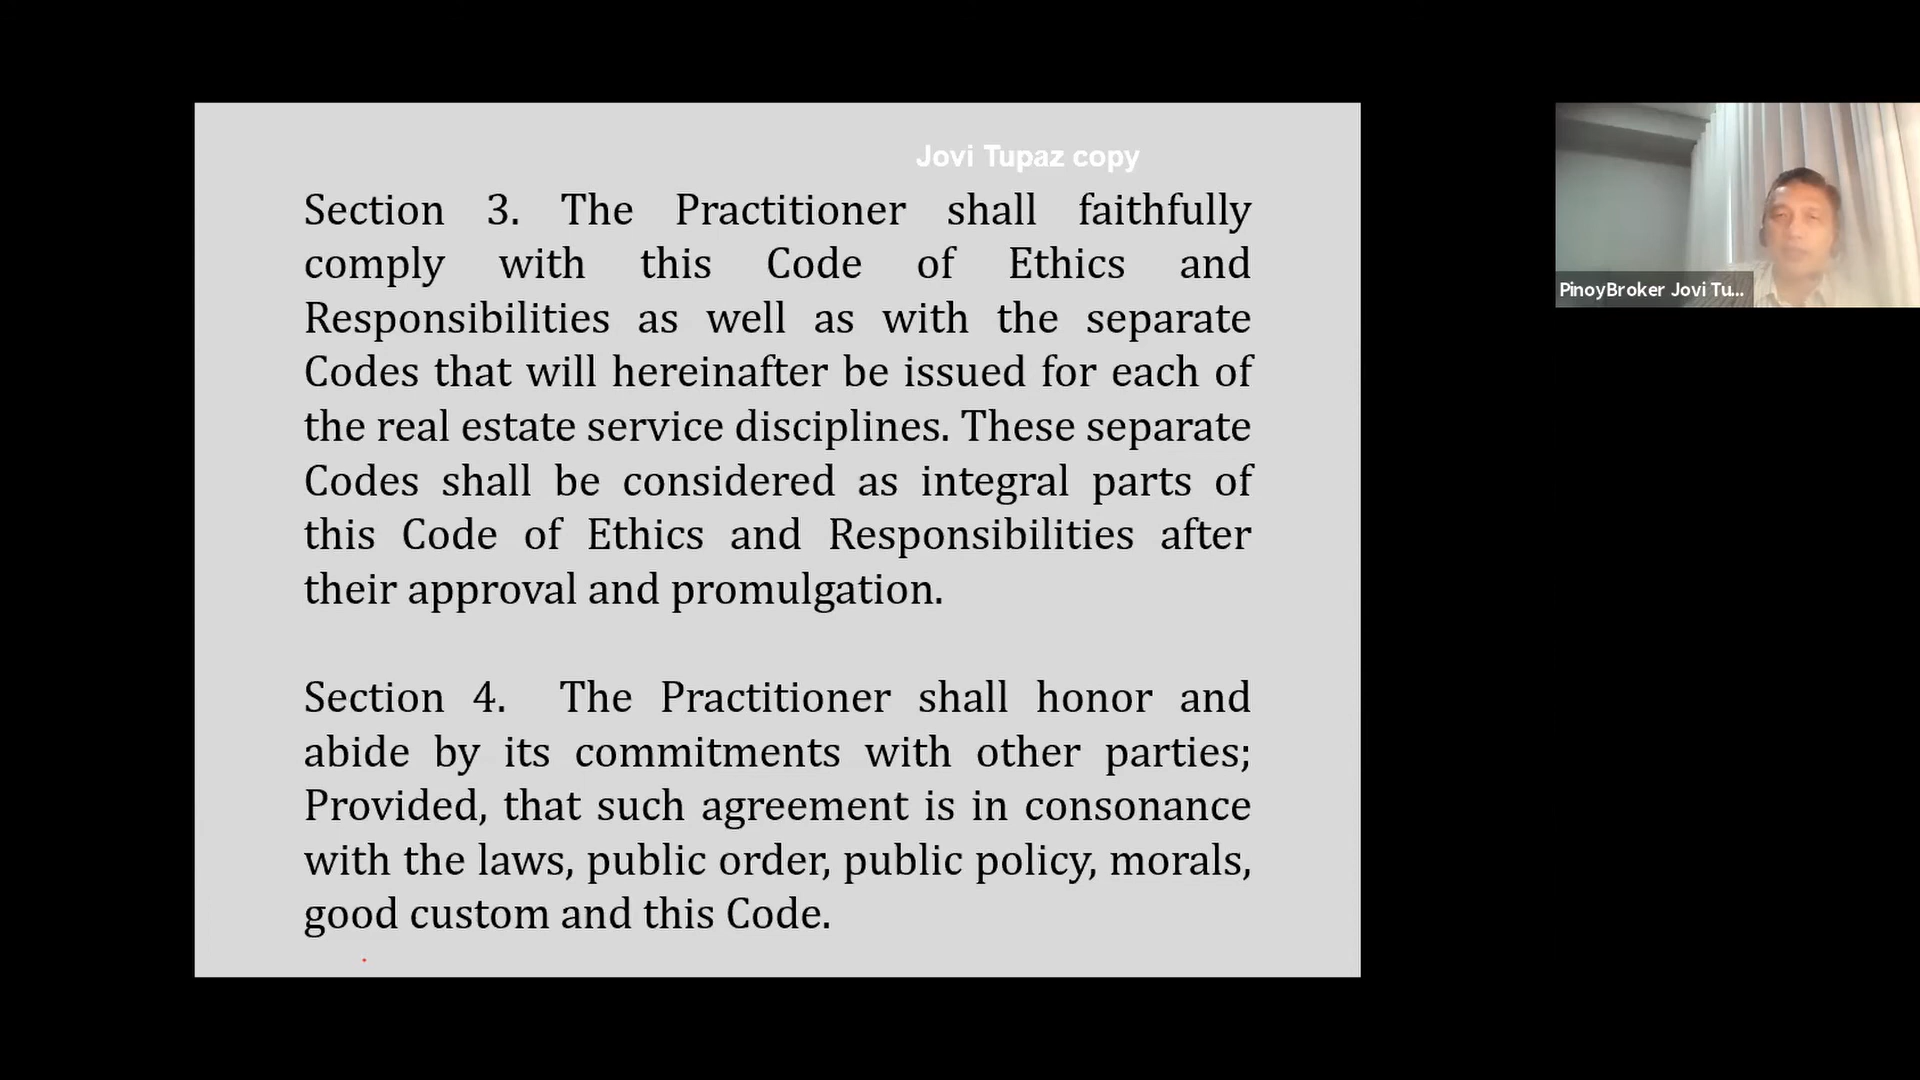 Jovi Tupaz copy
Section 3. The Practitioner shall faithfully
comply with this Code of Ethics and
Responsibilities as well as with the separate
Codes that will hereinafter be issued for each of
the real estate service disciplines. These separate
Codes shall be considered as integral parts of
this Code of Ethics and Responsibilities after
their approval and promulgation.
Section 4. The Practitioner shall honor and
abide by its commitments with other parties;
Provided, that such agreement is in consonance
with the laws, public order, public policy, morals,
good custom and this Code.
PinoyBroker Jovi Tu...